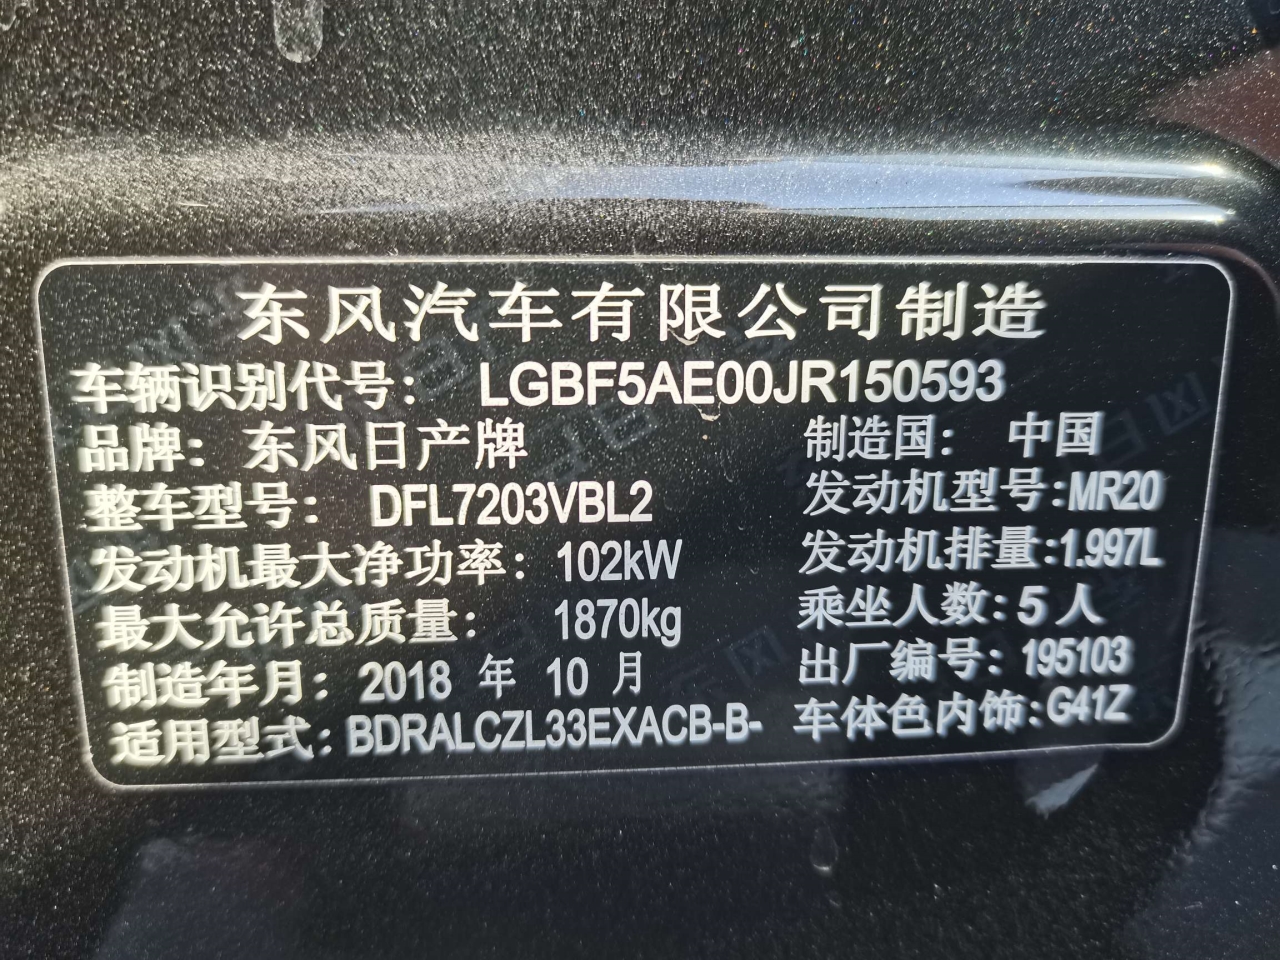 东风汽车有限公司制造
车辆识别代号: LGBF5AE00JR150593
品牌: 东风日产牌 制造国: 中国
整车型号: DFL7203VBL2 发动机型号:MR20
发动机最大净功率: 102kW 发动机排量:1.997L
最大允许总质量: 1870kg 乘坐人数:5人
制造年月: 2018 年 10 月 出厂编号: 195103
适用型式:BDRALCZL33EXACB-B- 车体色内饰:G41Z